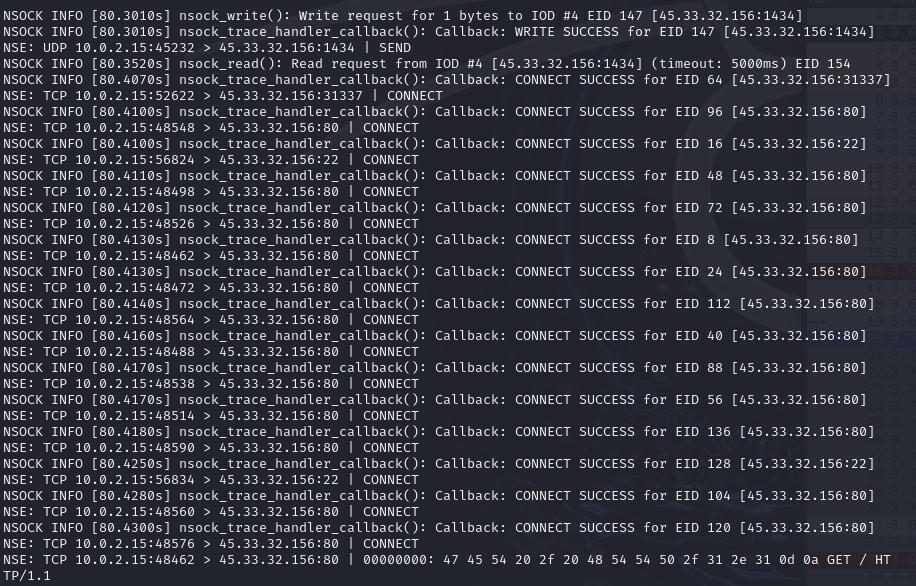 NSOCK INFO [80.3010s] nsock_write(): Write request for 1 bytes to IOD #4 EID 147 [45.33.32.156:1434]
NSOCK INFO [80.3010s] nsock_trace_handler_callback(): Callback: WRITE SUCCESS for EID 147 [45.33.32.156:1434]
NSE: UDP 10.0.2.15:45232 > 45.33.32.156:1434 | SEND
NSOCK INFO [80.3520s] nsock_read(): Read request from IOD #4 [45.33.32.156:1434] (timeout: 5000ms) EID 154
NSOCK INFO [80.4070s] nsock_trace_handler_callback(): Callback: CONNECT SUCCESS for EID 64 [45.33.32.156:31337]
NSE: TCP 10.0.2.15:52622 > 45.33.32.156:31337 | CONNECT
NSOCK INFO [80.4100s] nsock_trace_handler_callback(): Callback: CONNECT SUCCESS for EID 96 [45.33.32.156:80]
NSE: TCP 10.0.2.15:48548 > 45.33.32.156:80 | CONNECT
NSOCK INFO [80.4100s] nsock_trace_handler_callback(): Callback: CONNECT SUCCESS for EID 16 [45.33.32.156:22]
NSE: TCP 10.0.2.15:56824 > 45.33.32.156:22 | CONNECT
NSOCK INFO [80.4110s] nsock_trace_handler_callback(): Callback: CONNECT SUCCESS for EID 48 [45.33.32.156:80]
NSE: TCP 10.0.2.15:48498 > 45.33.32.156:80 | CONNECT
NSOCK INFO [80.4120s] nsock_trace_handler_callback(): Callback: CONNECT SUCCESS for EID 72 [45.33.32.156:80]
NSE: TCP 10.0.2.15:48526 > 45.33.32.156:80 | CONNECT
NSOCK INFO [80.4130s] nsock_trace_handler_callback(): Callback: CONNECT SUCCESS for EID 8 [45.33.32.156:80]
NSE: TCP 10.0.2.15:48462 > 45.33.32.156:80 | CONNECT
NSOCK INFO [80.4130s] nsock_trace_handler_callback(): Callback: CONNECT SUCCESS for EID 24 [45.33.32.156:80]
NSE: TCP 10.0.2.15:48472 > 45.33.32.156:80 | CONNECT
NSOCK INFO [80.4140s] nsock_trace_handler_callback(): Callback: CONNECT SUCCESS for EID 112 [45.33.32.156:80]
NSE: TCP 10.0.2.15:48564 > 45.33.32.156:80 | CONNECT
NSOCK INFO [80.4160s] nsock_trace_handler_callback(): Callback: CONNECT SUCCESS for EID 40 [45.33.32.156:80]
NSE: TCP 10.0.2.15:48488 > 45.33.32.156:80 | CONNECT
NSOCK INFO [80.4170s] nsock_trace_handler_callback(): Callback: CONNECT SUCCESS for EID 88 [45.33.32.156:80]
NSE: TCP 10.0.2.15:48538 > 45.33.32.156:80 | CONNECT
NSOCK INFO [80.4170s] nsock_trace_handler_callback(): Callback: CONNECT SUCCESS for EID 56 [45.33.32.156:80]
NSE: TCP 10.0.2.15:48514 > 45.33.32.156:80 | CONNECT
NSOCK INFO [80.4180s] nsock_trace_handler_callback(): Callback: CONNECT SUCCESS for EID 136 [45.33.32.156:80]
NSE: TCP 10.0.2.15:48590 > 45.33.32.156:80 | CONNECT
NSOCK INFO [80.4250s] nsock_trace_handler_callback(): Callback: CONNECT SUCCESS for EID 128 [45.33.32.156:22]
NSE: TCP 10.0.2.15:56834 > 45.33.32.156:22 | CONNECT
NSOCK INFO [80.4280s] nsock_trace_handler_callback(): Callback: CONNECT SUCCESS for EID 104 [45.33.32.156:80]
NSE: TCP 10.0.2.15:48560 > 45.33.32.156:80 | CONNECT
NSOCK INFO [80.4300s] nsock_trace_handler_callback(): Callback: CONNECT SUCCESS for EID 120 [45.33.32.156:80]
NSE: TCP 10.0.2.15:48576 > 45.33.32.156:80 | CONNECT
NSE: TCP 10.0.2.15:48462 > 45.33.32.156:80 | 00000000: 47 45 54 20 2f 20 48 54 54 50 2f 31 2e 31 0d 0a GET / HT
TP/1.1